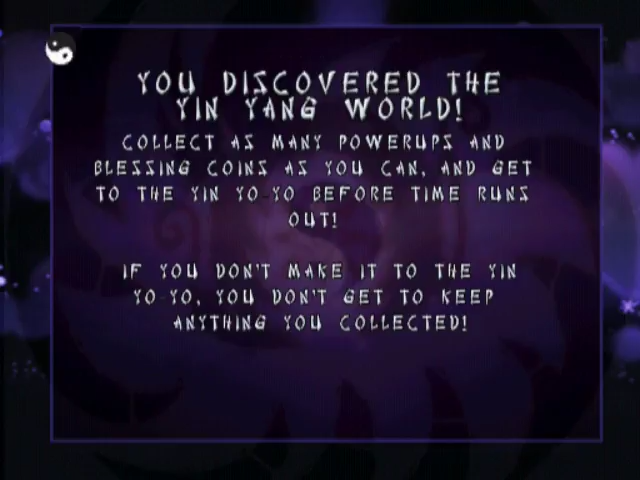 YOU DISCOVERED THE
YIN YANG WORLD!
COLLECT AS MANY POWERUPS AND
BLESSING COINS AS YOU CAN, AND GET
TO THE YIN YO-YO BEFORE TIME RUNS
OUT!
IF YOU DON'T MAKE IT TO THE YIN
YO-YO, YOU DON'T GET TO KEEP
ANYTHING YOU COLLECTED!